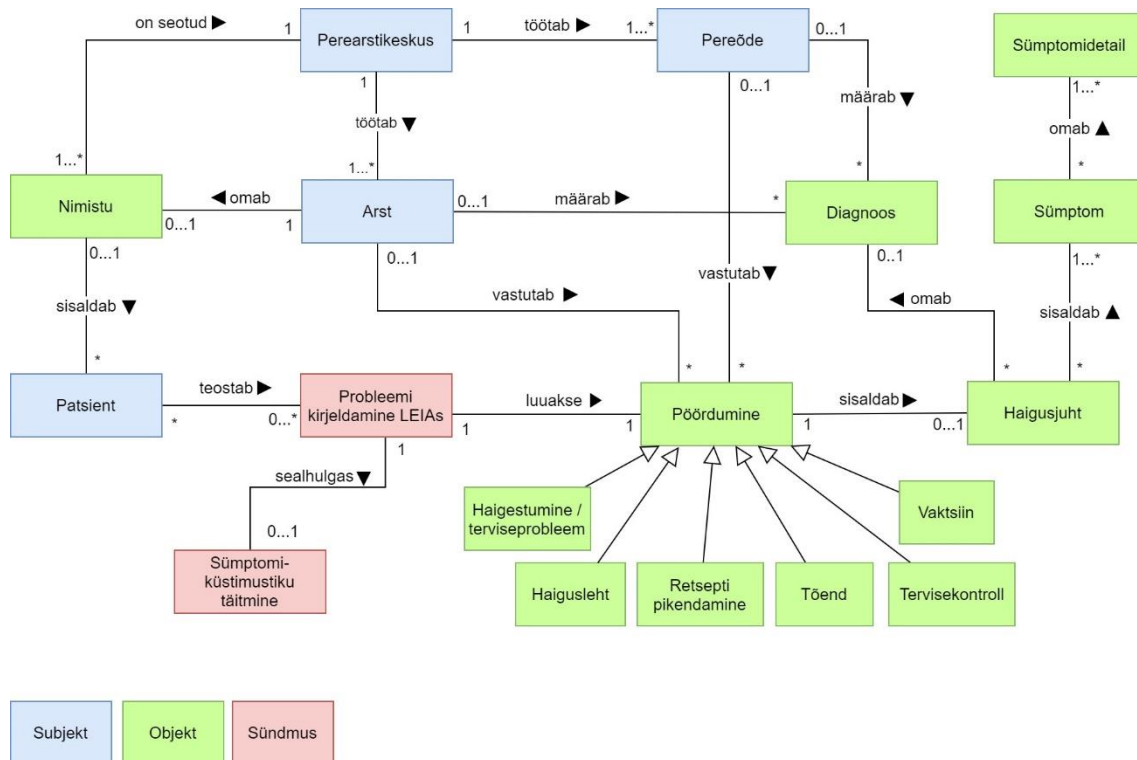 on seotud ►
1
Perearstikeskus
1
töötab ►
1...*
Pereõde
0...1
Sümptomidetail
1...*
1
0...1
määrab ▼
töötab ▼
omab ▲
1...*
1...*
*
*
Nimistu
◄ omab
Arst
0...1
määrab ►
*
Diagnoos
Sümptom
0...1
1
0...1
0...1
0..1
1...*
vastutab ▼
sisaldab ▼
vastutab ►
◄ omab
sisaldab ▲
*
*
*
*
*
Patsient
teostab ►
Probleemi
kirjeldamine LEIAs
luuakse ►
Pöördumine
sisaldab ►
Haigusjuht
*
0...*
1
1
1
0...1
1
sealhulgas ▼
0...1
Sümptomi-
küstimustiku
täitmine
Haigestumine /
terviseprobleem
Vaktsiin
Haigusleht
Retsepti
pikendamine
Tõend
Tervisekontroll
Subjekt
Objekt
Sündmus